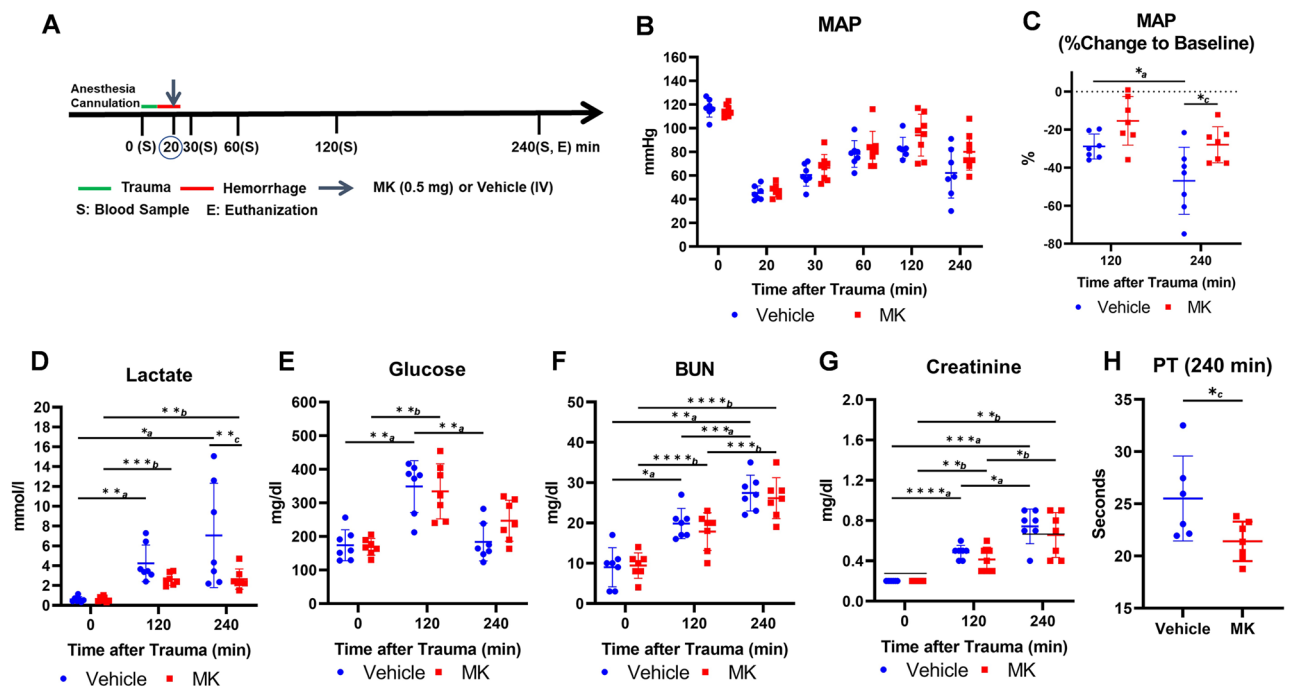 A
Anesthesia
Cannulation
0 (S) 20 30(S) 60(S) 120(S) 240(S, E) min
Trauma Hemorrhage MK (0.5 mg) or Vehicle (IV)
S: Blood Sample E: Euthanization
B
MAP
160
140
120
100
80
60
40
20
0
mmHg
0 20 30 60 120 240
Time after Trauma (min)
Vehicle MK
C
MAP
(%Change to Baseline)
*a
*c
0
-20
-40
-60
-80
%
120 240
Time after Trauma (min)
Vehicle MK
D
Lactate
**b
*a **c
***b
**a
20
18
16
14
12
10
8
6
4
2
0
mmol/l
0 120 240
Time after Trauma (min)
Vehicle MK
E
Glucose
**b
**a **a
600
500
400
300
200
100
0
mg/dl
0 120 240
Time after Trauma (min)
Vehicle MK
F
BUN
****b
**a
***a
***b
****b
*a
50
40
30
20
10
0
mg/dl
0 120 240
Time after Trauma (min)
Vehicle MK
G
Creatinine
**b
***a
*b
**b
*a
****a
2.0
1.6
1.2
0.8
0.4
0.0
mg/dl
0 120 240
Time after Trauma (min)
Vehicle MK
H
PT (240 min)
*c
35
30
25
20
15
Seconds
Vehicle MK